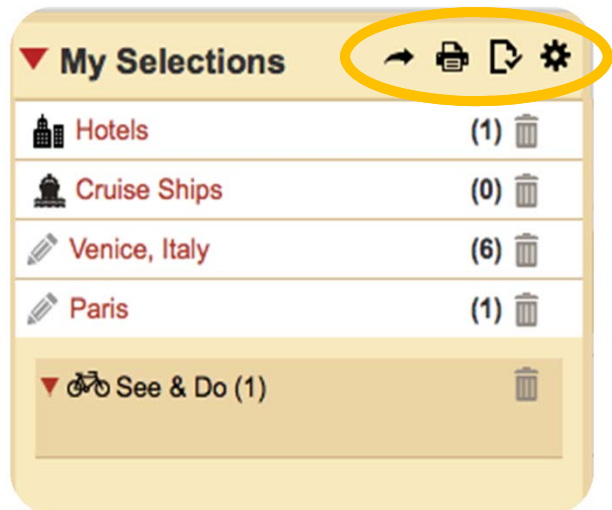 My Selections
Hotels (1)
Cruise Ships (0)
Venice, Italy (6)
Paris (1)
See & Do (1)